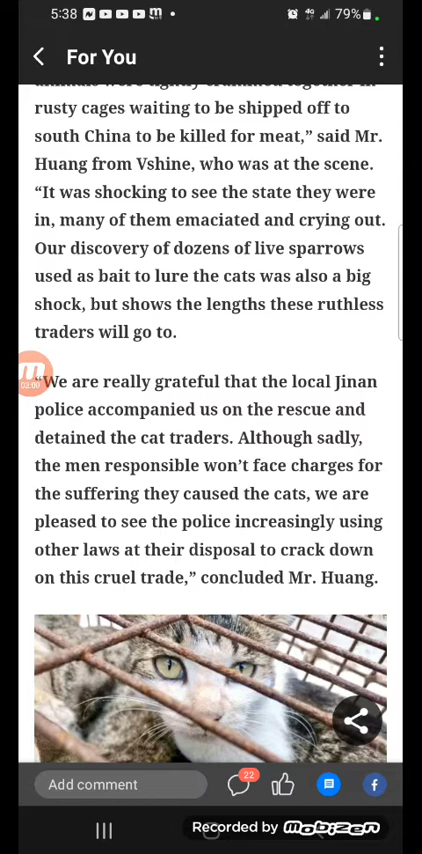 5:38
4G
79%
For You
rusty cages waiting to be shipped off to
south China to be killed for meat,” said Mr.
Huang from Vshine, who was at the scene.
“It was shocking to see the state they were
in, many of them emaciated and crying out.
Our discovery of dozens of live sparrows
used as bait to lure the cats was also a big
shock, but shows the lengths these ruthless
traders will go to.
02:00
“We are really grateful that the local Jinan
police accompanied us on the rescue and
detained the cat traders. Although sadly,
the men responsible won’t face charges for
the suffering they caused the cats, we are
pleased to see the police increasingly using
other laws at their disposal to crack down
on this cruel trade,” concluded Mr. Huang.
Add comment
22
Recorded by Mobizen